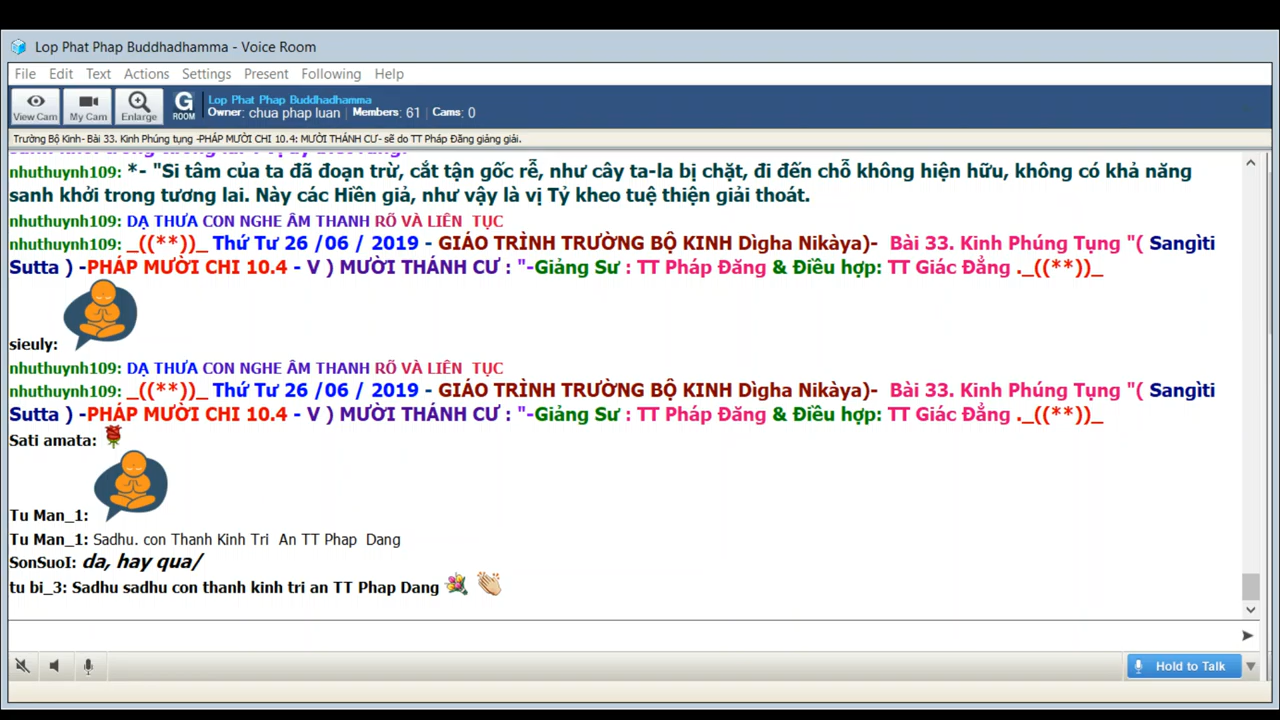 Lop Phat Phap Buddhadhamma - Voice Room
File Edit Text Actions Settings Present Following Help
View Cam My Cam Enlarge G ROOM Lop Phat Phap Buddhadhamma
Owner: chua phap luan | Members: 61 | Cams: 0
Trường Bộ Kinh- Bài 33. Kinh Phúng tụng -PHÁP MƯỜI CHI 10.4: MƯỜI THÁNH CƯ- sẽ do TT Pháp Đăng giảng giải.
nhuthuynh109: *- "Si tâm của ta đã đoạn trừ, cắt tận gốc rễ, như cây ta-la bị chặt, đi đến chỗ không hiện hữu, không có khả năng
sanh khởi trong tương lai. Này các Hiền giả, như vậy là vị Tỷ kheo tuệ thiện giải thoát.
nhuthuynh109: DẠ THƯA CON NGHE ÂM THANH RÕ VÀ LIÊN TỤC
nhuthuynh109: _((**))_ Thứ Tư 26 /06 / 2019 - GIÁO TRÌNH TRƯỜNG BỘ KINH Dìgha Nikàya)- Bài 33. Kinh Phúng Tụng "( Sangìti
Sutta ) -PHÁP MƯỜI CHI 10.4 - V ) MƯỜI THÁNH CƯ : "-Giảng Sư : TT Pháp Đăng & Điều hợp: TT Giác Đẳng ._((**))_
sieuly:
nhuthuynh109: DẠ THƯA CON NGHE ÂM THANH RÕ VÀ LIÊN TỤC
nhuthuynh109: _((**))_ Thứ Tư 26 /06 / 2019 - GIÁO TRÌNH TRƯỜNG BỘ KINH Dìgha Nikàya)- Bài 33. Kinh Phúng Tụng "( Sangìti
Sutta ) -PHÁP MƯỜI CHI 10.4 - V ) MƯỜI THÁNH CƯ : "-Giảng Sư : TT Pháp Đăng & Điều hợp: TT Giác Đẳng ._((**))_
Sati amata:
Tu Man_1:
Tu Man_1: Sadhu. con Thanh Kinh Tri An TT Phap Dang
SonSuoI: da, hay qua/
tu bi_3: Sadhu sadhu con thanh kinh tri an TT Phap Dang
Hold to Talk